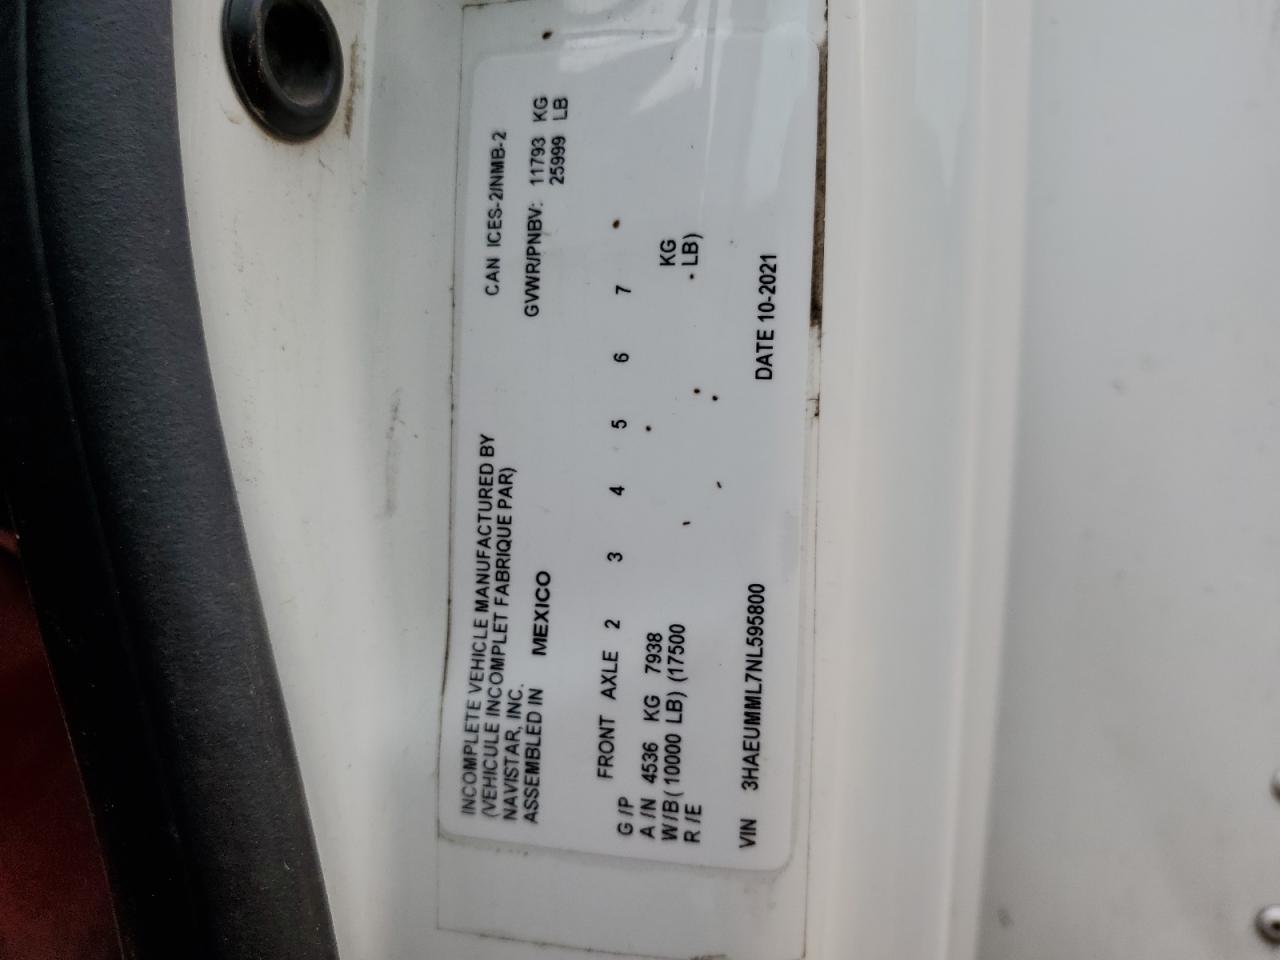 INCOMPLETE VEHICLE MANUFACTURED BY
(VEHICULE INCOMPLET FABRIQUE PAR)
NAVISTAR, INC.
CAN ICES-2/NMB-2
ASSEMBLED IN MEXICO
GVWR/PNBV: 11793 KG
25999 LB
FRONT AXLE 2 3 4 5 6 7
G/P
A/N 4536 KG 7938 KG
W/B (10000 LB) (17500 LB)
R/E
VIN 3HAEUMML7NL595800 DATE 10-2021